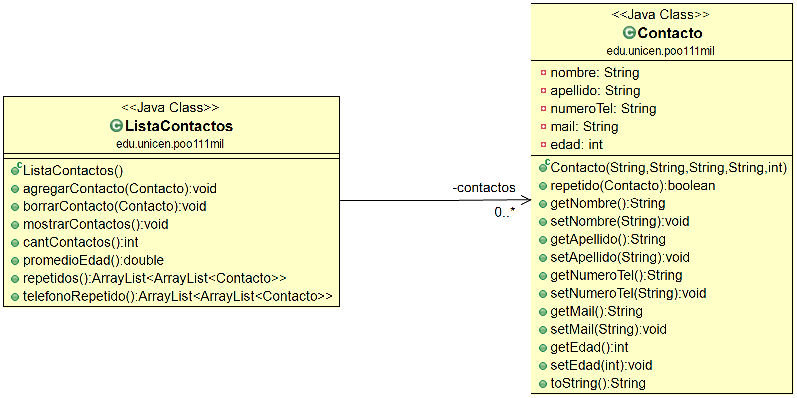 <<Java Class>>
ListaContactos
edu.unicen.poo111mil
ListaContactos()
agregarContacto(Contacto):void
borrarContacto(Contacto):void
mostrarContactos():void
cantContactos():int
promedioEdad():double
repetidos():ArrayList<ArrayList<Contacto>>
telefonoRepetido():ArrayList<ArrayList<Contacto>>
-contactos
0..*
<<Java Class>>
Contacto
edu.unicen.poo111mil
nombre: String
apellido: String
numeroTel: String
mail: String
edad: int
Contacto(String,String,String,String,int)
repetido(Contacto):boolean
getNombre():String
setNombre(String):void
getApellido():String
setApellido(String):void
getNumeroTel():String
setNumeroTel(String):void
getMail():String
setMail(String):void
getEdad():int
setEdad(int):void
toString():String